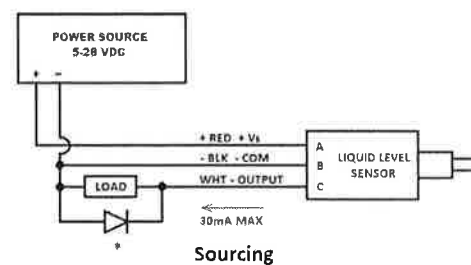 POWER SOURCE
5-28 VDC
+ -
+ RED + Vs
A
- BLK - COM
B
LIQUID LEVEL
SENSOR
LOAD
WHT - OUTPUT
C
30mA MAX
*
Sourcing